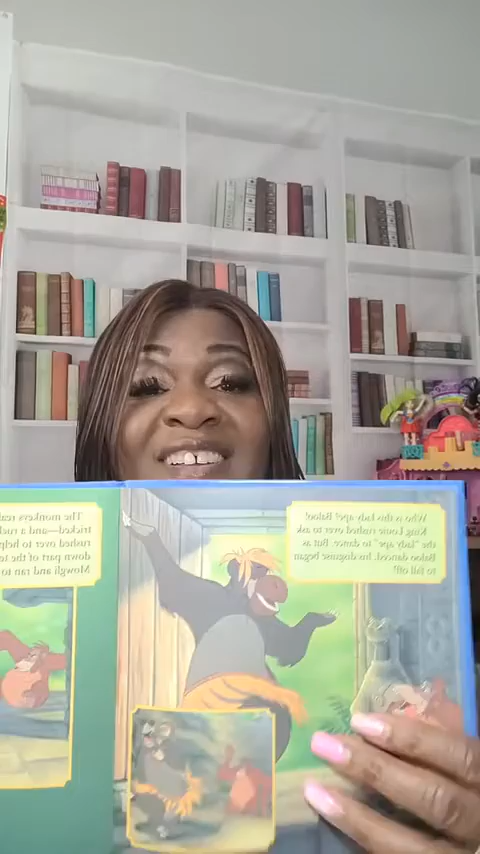 Who is this lady ape? Baloo!
King Louie rushed over to ask
the "lady ape" to dance. But as
Baloo danced, his disguise began
to fall off!
The monkeys
tricked—and a
rushed over to help
down part of the
Mowgli ran to